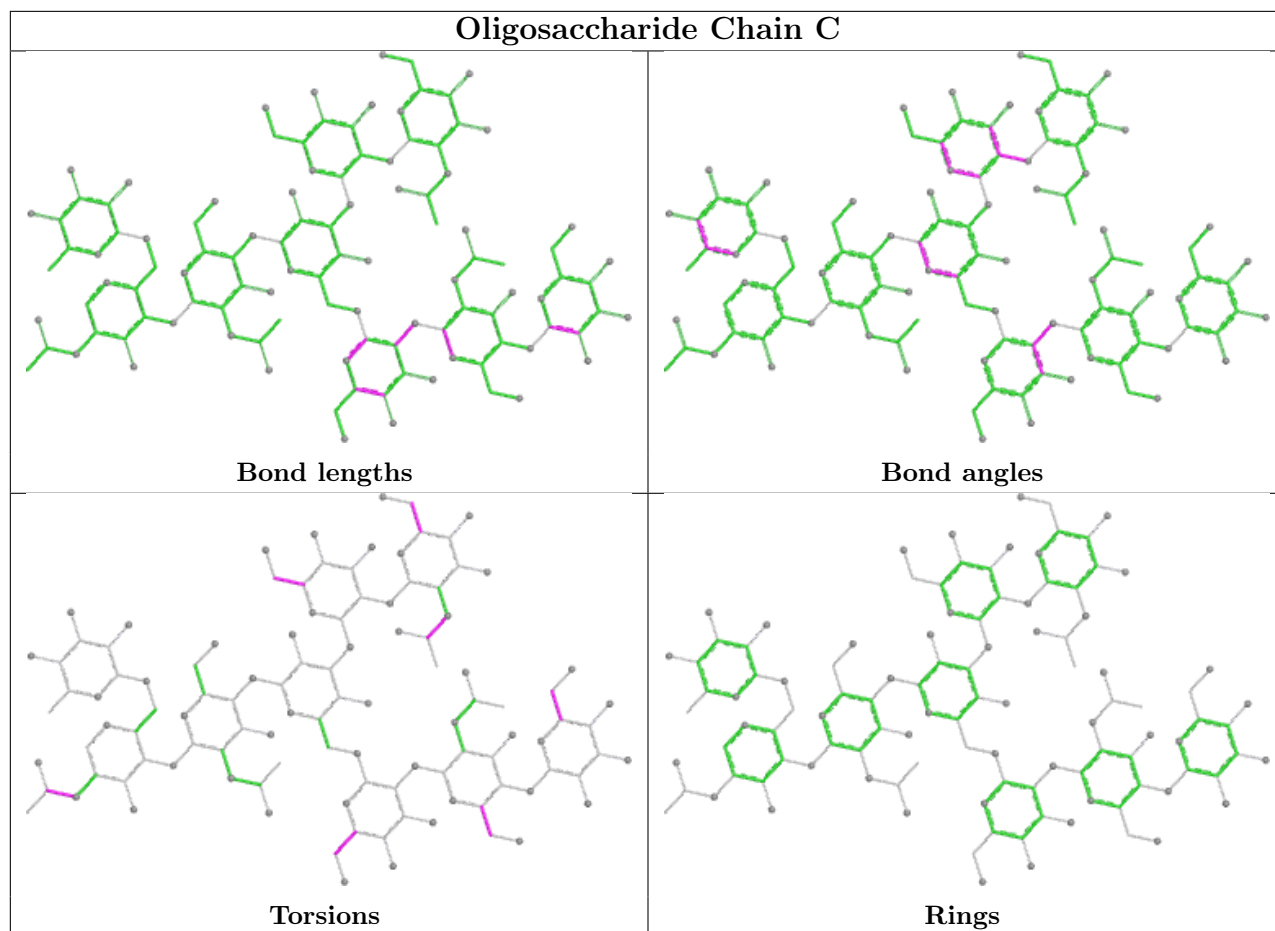 Oligosaccharide Chain C
Bond lengths
Bond angles
Torsions
Rings